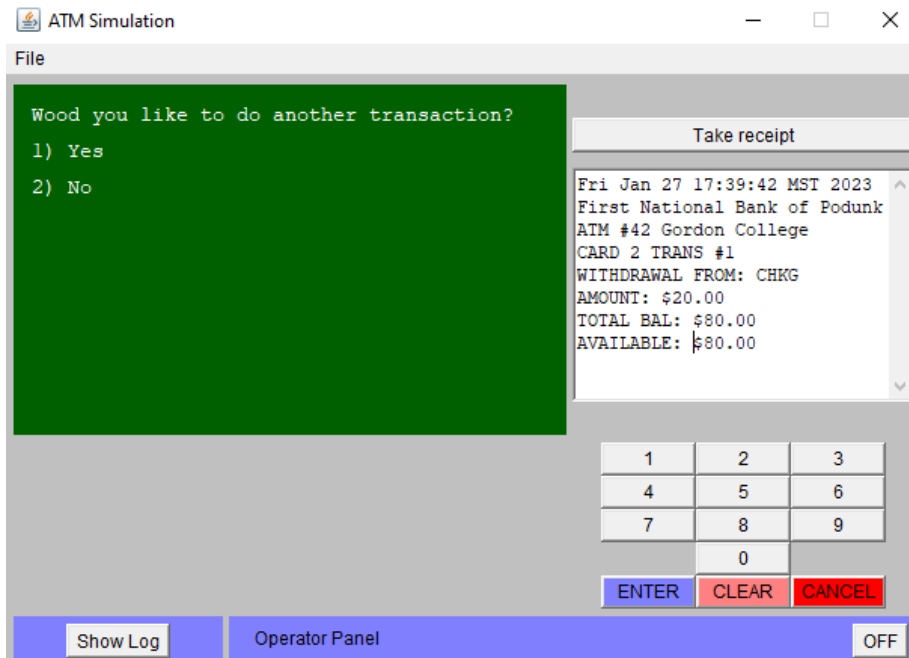 ATM Simulation
File
Wood you like to do another transaction?
1) Yes
2) No
Take receipt
Fri Jan 27 17:39:42 MST 2023
First National Bank of Podunk
ATM #42 Gordon College
CARD 2 TRANS #1
WITHDRAWAL FROM: CHKG
AMOUNT: $20.00
TOTAL BAL: $80.00
AVAILABLE: $80.00
1 2 3
4 5 6
7 8 9
0
ENTER CLEAR CANCEL
Show Log Operator Panel OFF